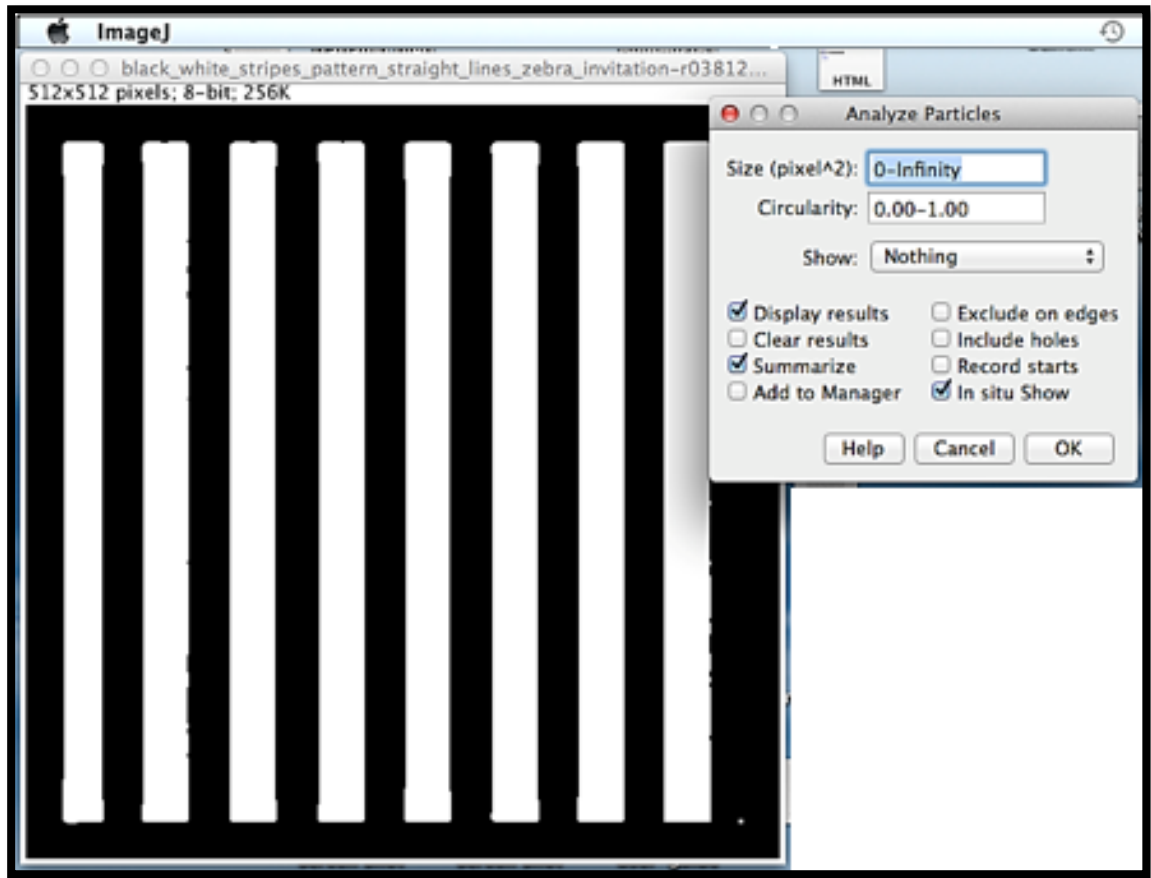 ImageJ
black_white_stripes_pattern_straight_lines_zebra_invitation-r03812...
HTML
512x512 pixels; 8-bit; 256K
Analyze Particles
Size (pixel^2): 0-Infinity
Circularity: 0.00-1.00
Show: Nothing
Display results Exclude on edges
Clear results Include holes
Summarize Record starts
Add to Manager In situ Show
Help Cancel OK